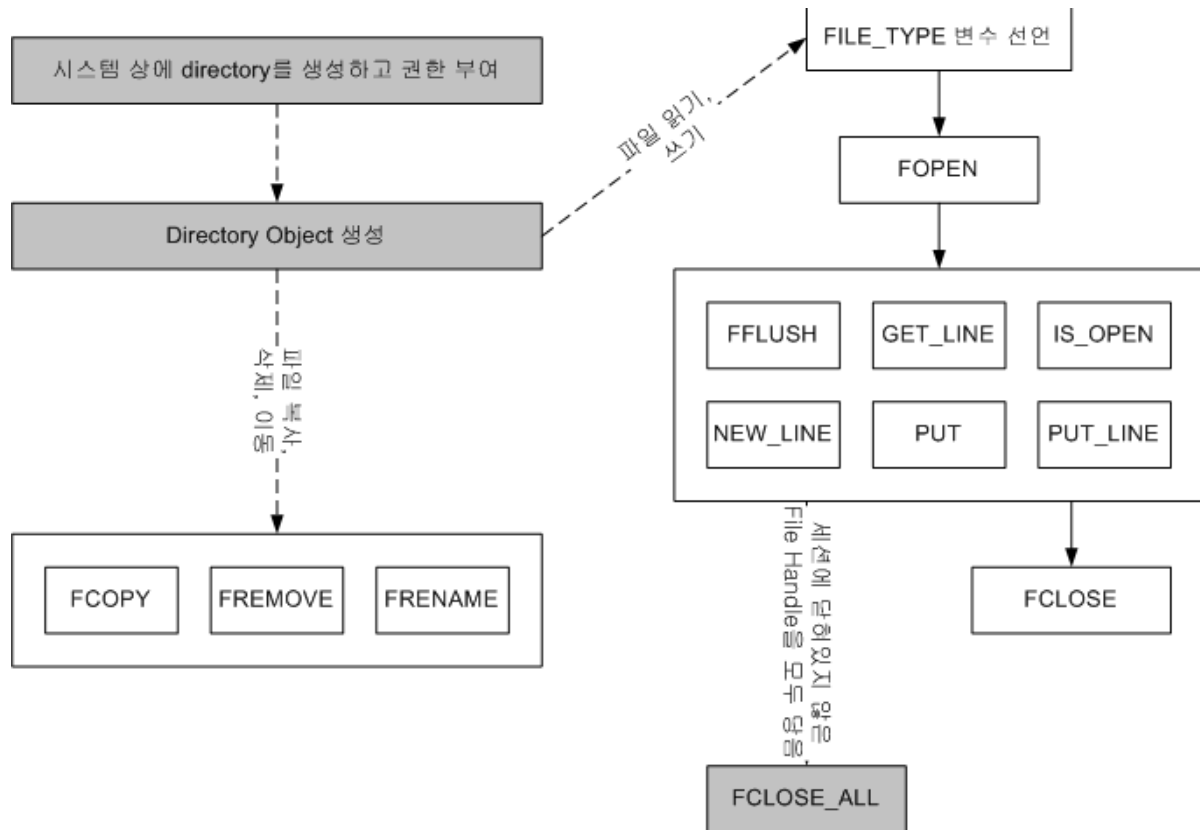 시스템 상에 directory를 생성하고 권한 부여
Directory Object 생성
파일 복사,
삭제, 이동
FCOPY
FREMOVE
FRENAME
파일 읽기,
쓰기
FILE_TYPE 변수 선언
FOPEN
FFLUSH
GET_LINE
IS_OPEN
NEW_LINE
PUT
PUT_LINE
세션에 닫혀있지 않은
File Handle을 모두 닫음
FCLOSE
FCLOSE_ALL